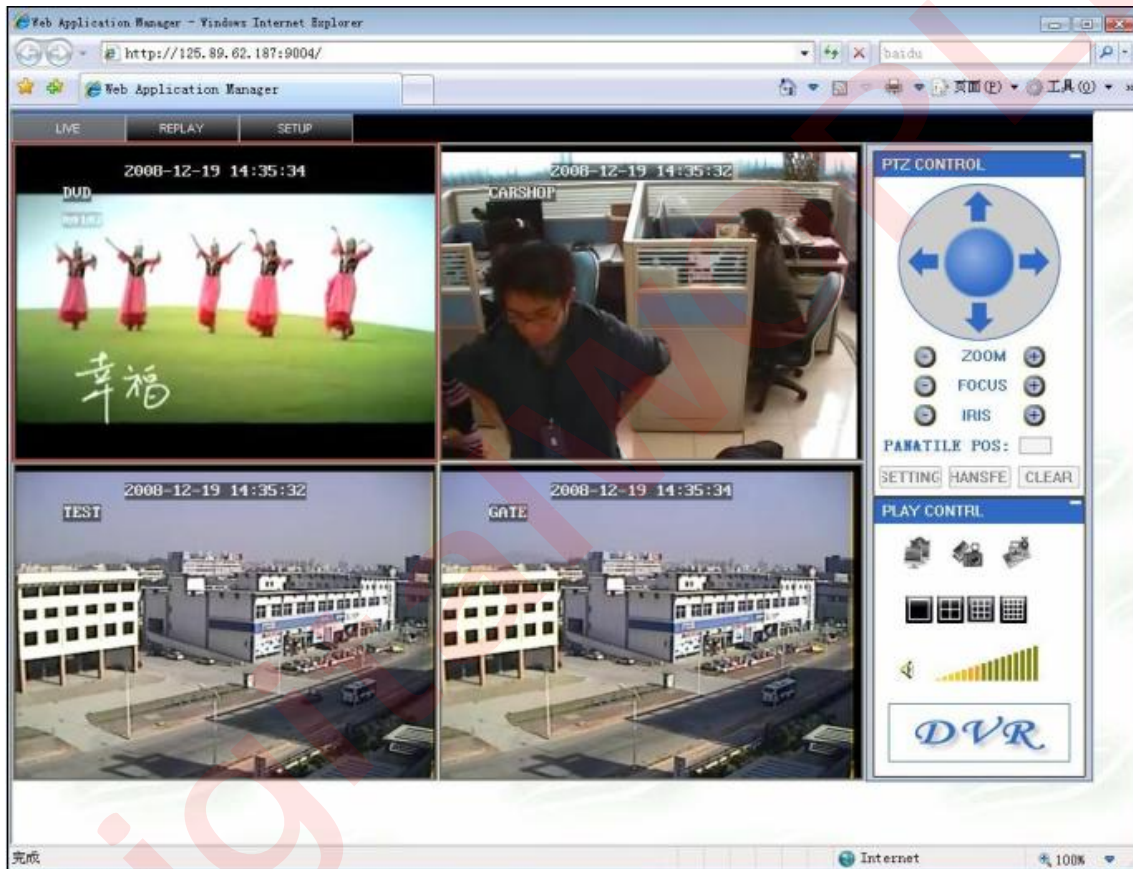 Web Application Manager - Windows Internet Explorer
http://125.89.62.187:9004/
baidu
Web Application Manager
页面(P)
工具(O)
LIVE
REPLAY
SETUP
2008-12-19 14:35:34
DVD
幸福
2008-12-19 14:35:32
CARSHOP
PTZ CONTROL
ZOOM
FOCUS
IRIS
PAN&TILE POS:
SETTING HANSFE CLEAR
2008-12-19 14:35:32
TEST
2008-12-19 14:35:34
GATE
PLAY CONTRL
DVR
完成
Internet
100%